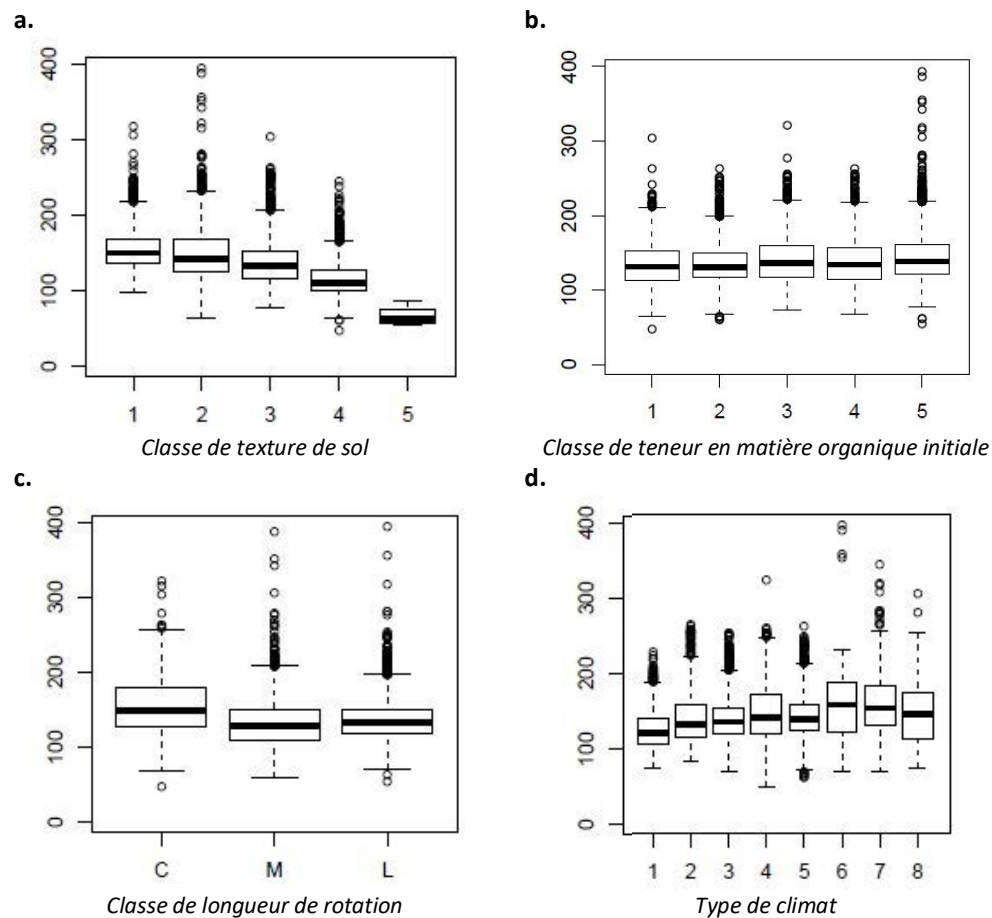 a.
400
300
200
100
0
1 2 3 4 5
Classe de texture de sol
b.
400
300
200
100
0
1 2 3 4 5
Classe de teneur en matière organique initiale
c.
400
300
200
100
0
C M L
Classe de longueur de rotation
d.
400
300
200
100
0
1 2 3 4 5 6 7 8
Type de climat